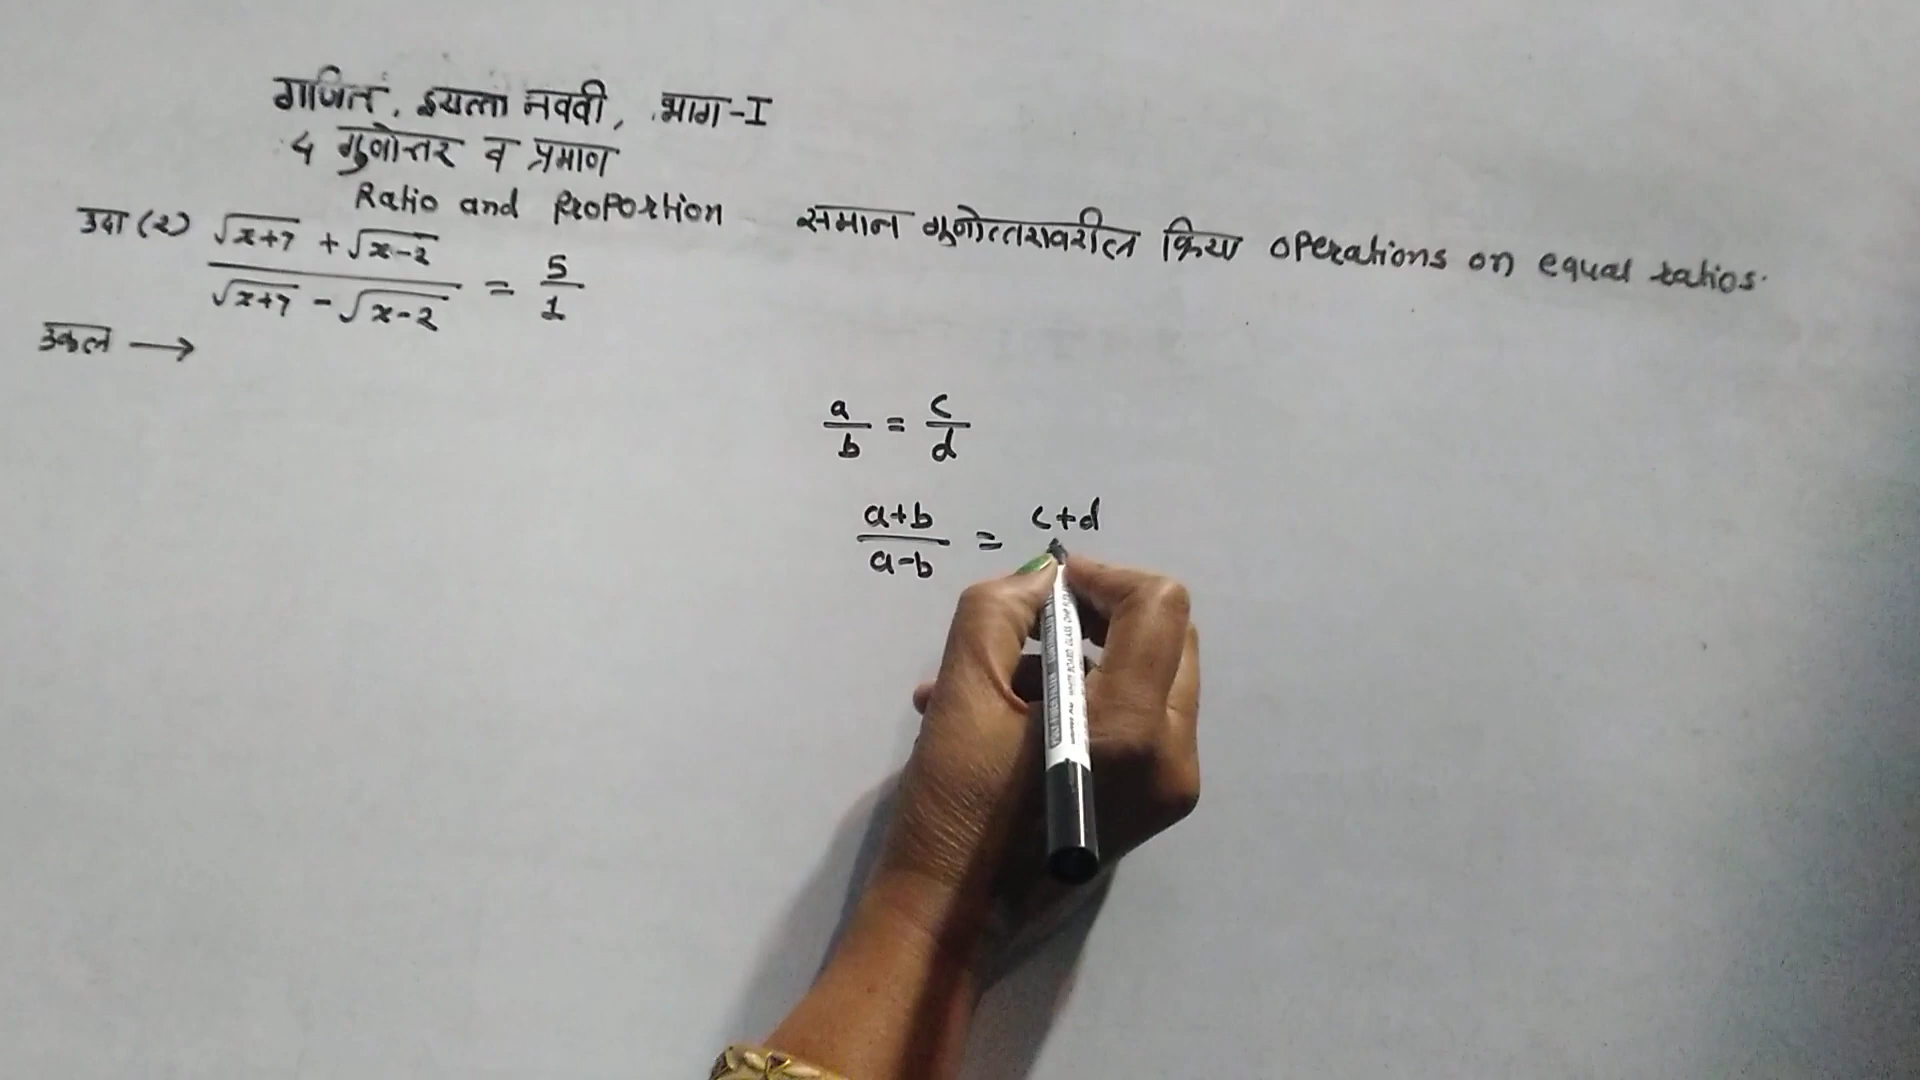 गणित, इयत्ता नववी, भाग-I
4 गुणोत्तर व प्रमाण
Ratio and Proportion समान गुणोत्तरावरील क्रिया operations on equal ratios.
उदा (२) (√x+7 + √x-2) / (√x+7 - √x-2) = 5/1
उकल →
a/b = c/d
(a+b)/(a-b) = c+d